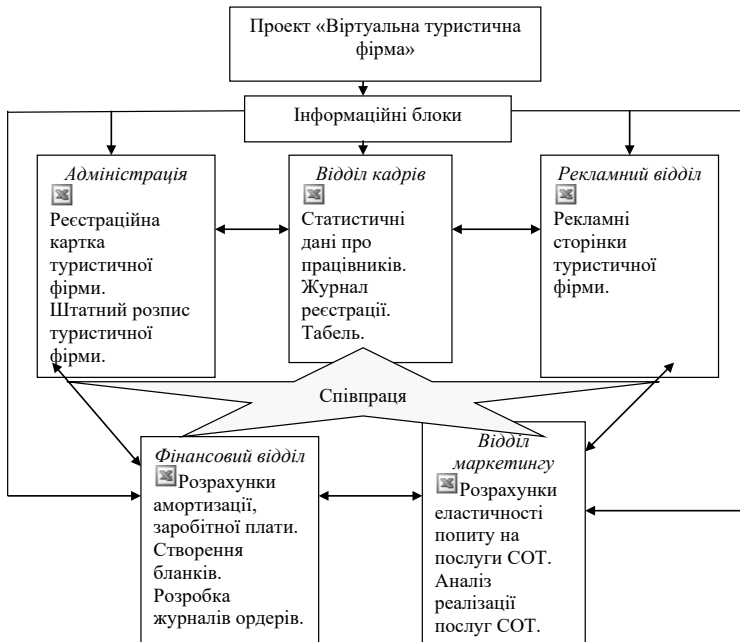 Проект «Віртуальна туристична
фірма»
Інформаційні блоки
Адміністрація
Реєстраційна
картка
туристичної
фірми.
Штатний розпис
туристичної
фірми.
Відділ кадрів
Статистичні
дані про
працівників.
Журнал
реєстрації.
Табель.
Рекламний відділ
Рекламні
сторінки
туристичної
фірми.
Співпраця
Фінансовий відділ
Розрахунки
амортизації,
заробітної плати.
Створення
бланків.
Розробка
журналів ордерів.
Відділ
маркетингу
Розрахунки
еластичності
попиту на
послуги СОТ.
Аналіз
реалізації
послуг СОТ.